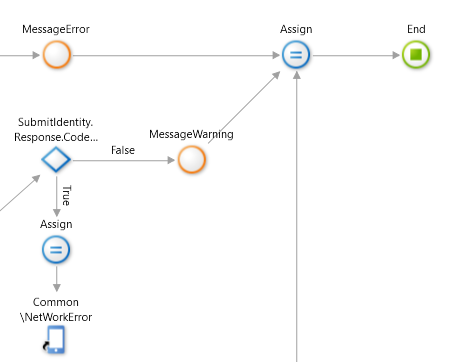 MessageError
Assign
End
SubmitIdentity.
Response.Code...
False
MessageWarning
True
Assign
Common
\NetWorkError